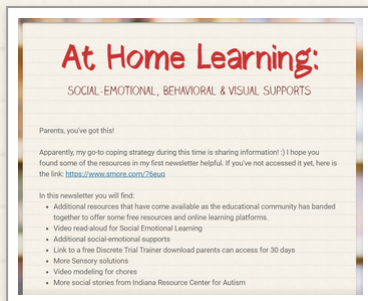 At Home Learning:
SOCIAL-EMOTIONAL, BEHAVIORAL & VISUAL SUPPORTS
Parents, you've got this!
Apparently, my go-to coping strategy during this time is sharing information! :) I hope you
found some of the resources in my first newsletter helpful. If you've not accessed it yet, here is
the link: https://www.smore.com/76euq
In this newsletter you will find:
• Additional resources that have come available as the educational community has banded
together to offer some free resources and online learning platforms.
• Video read-aloud for Social Emotional Learning
• Additional social-emotional supports
• Link to a free Discrete Trial Trainer download parents can access for 30 days
• More Sensory solutions
• Video modeling for chores
• More social stories from Indiana Resource Center for Autism